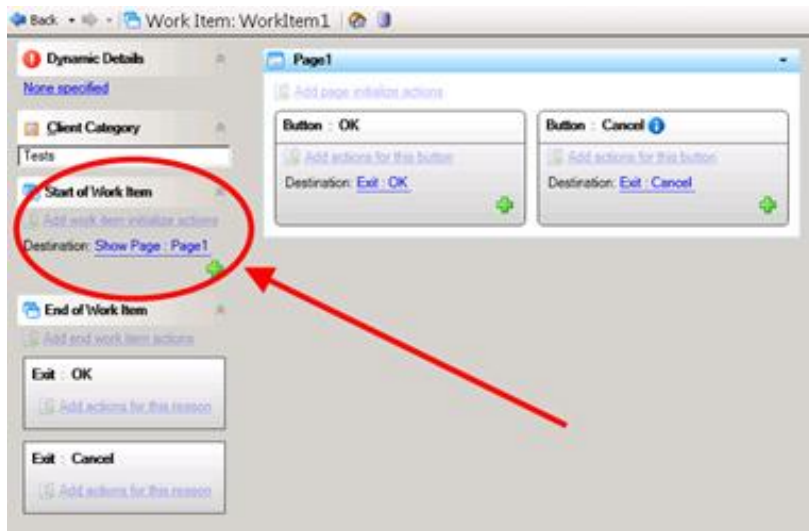 Back
Work Item: WorkItem1
Dynamic Details
None specified
Client Category
Tests
Start of Work Item
Add work item initialize actions
Destination: Show Page : Page1
End of Work Item
Add end work item actions
Exit : OK
Add actions for this reason
Exit : Cancel
Add actions for this reason
Page1
Add page initialize actions
Button : OK
Add actions for this button
Destination: Exit : OK
Button : Cancel
Add actions for this button
Destination: Exit : Cancel